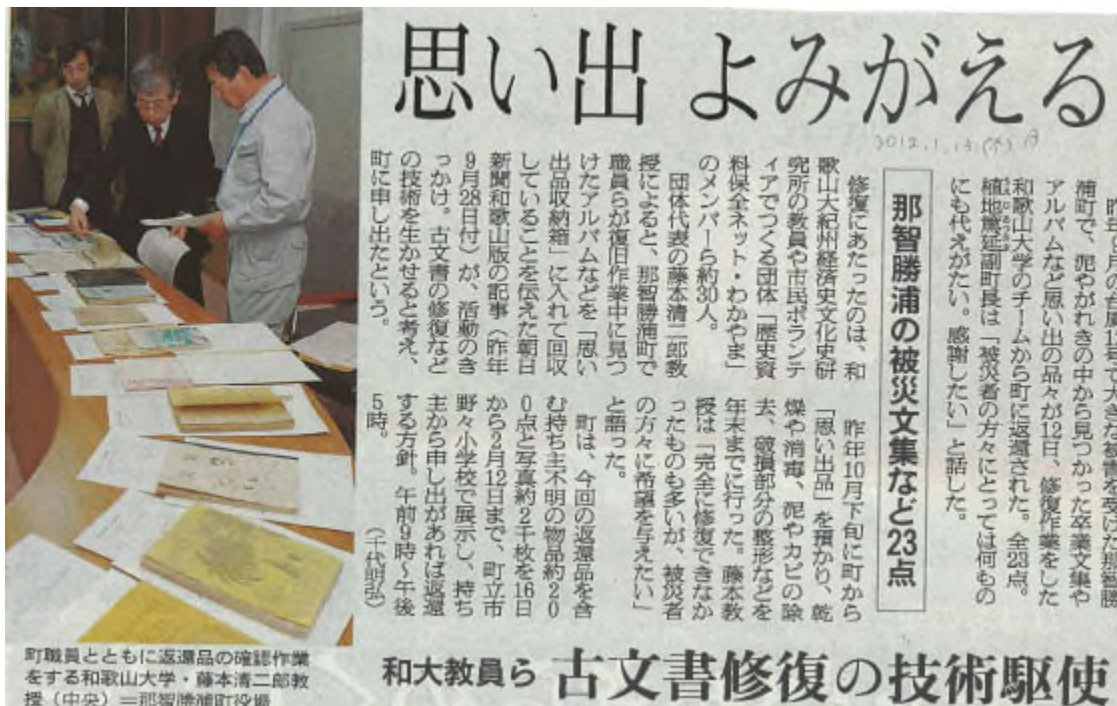 思い出 よみがえる
2012.1.13
那智勝浦の被災文集など23点
浦町で、泥やがれきの中から見つかった卒業文集や
アルバムなど思い出の品々が12日、修復作業をした
和歌山大学のチームから町に返還された。全23点。
植地篤延副町長は「被災者の方々にとっては何もの
にも代えがたい。感謝したい」と話した。
修復にあたったのは、和
歌山大紀州経済史文化史研
究所の教員や市民ボランテ
ィアでつくる団体「歴史資
料保全ネット・わかやま」
のメンバーら約30人。
団体代表の藤本清二郎教
授によると、那智勝浦町で
職員らが復旧作業中に見つ
けたアルバムなどを「思い
出品収納箱」に入れて回収
していることを伝えた朝日
新聞和歌山版の記事(昨年
9月28日付)が、活動のき
っかけ。古文書の修復など
の技術を生かせると考え、
町に申し出たという。
昨年10月下旬に町から
「思い出品」を預かり、乾
燥や消毒、泥やカビの除
去、破損部分の整形などを
年末までに行った。藤本教
授は「完全に修復できなか
ったものも多いが、被災者
の方々に希望を与えたい」
と語った。
町は、今回の返還品を含
む持ち主不明の物品約20
0点と写真約2千枚を16日
から2月12日まで、町立市
野々小学校で展示し、持ち
主から申し出があれば返還
する方針。午前9時~午後
5時。
(千代明弘)
和大教員ら 古文書修復の技術駆使
町職員とともに返還品の確認作業
をする和歌山大学・藤本清二郎教
授(中央)=那智勝浦町役場